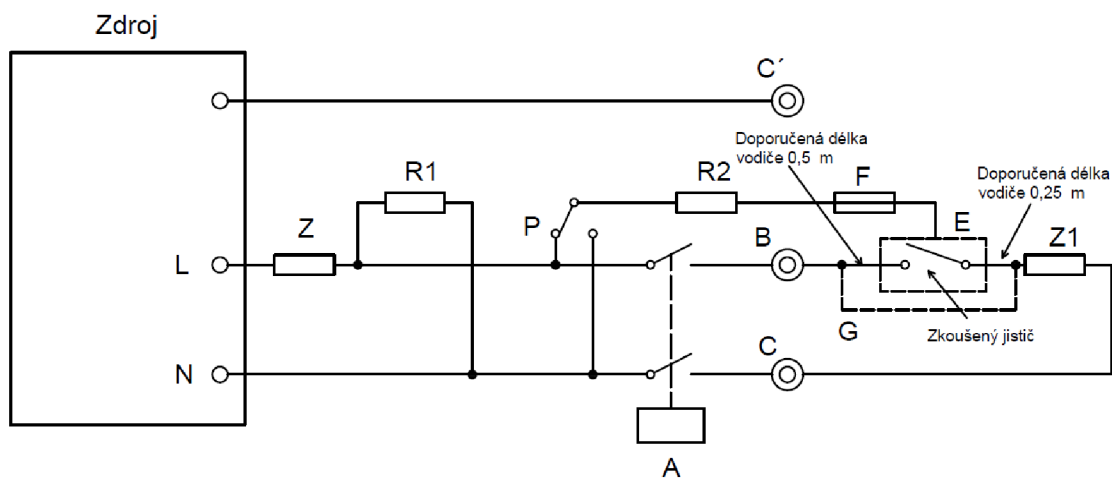 Zdroj
C´
Doporučená délka
vodiče 0,5 m
R1
R2
F
Doporučená délka
vodiče 0,25 m
Z
P
B
E
Z1
L
G
Zkoušený jistič
N
C
A